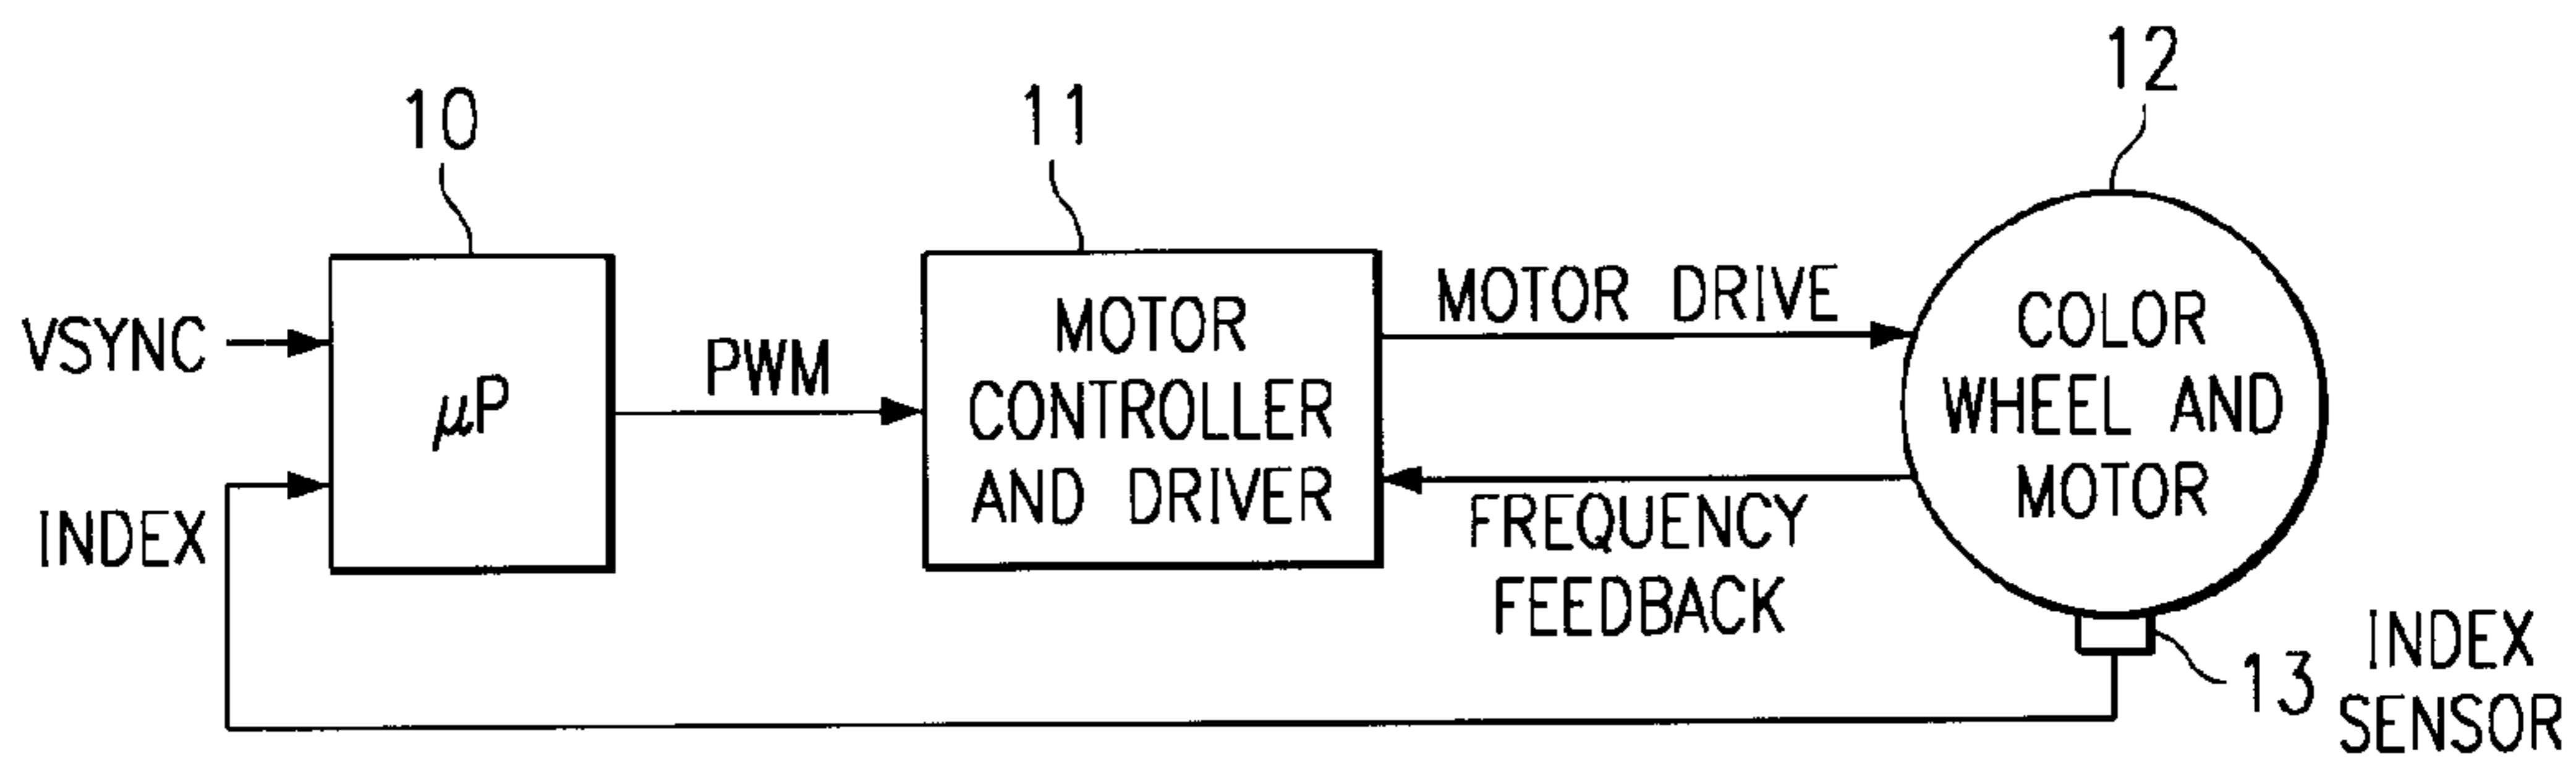 12
10
11
MOTOR DRIVE
VSYNC
PWM
μP
MOTOR
CONTROLLER
AND DRIVER
COLOR
WHEEL AND
MOTOR
INDEX
FREQUENCY
FEEDBACK
13
INDEX
SENSOR